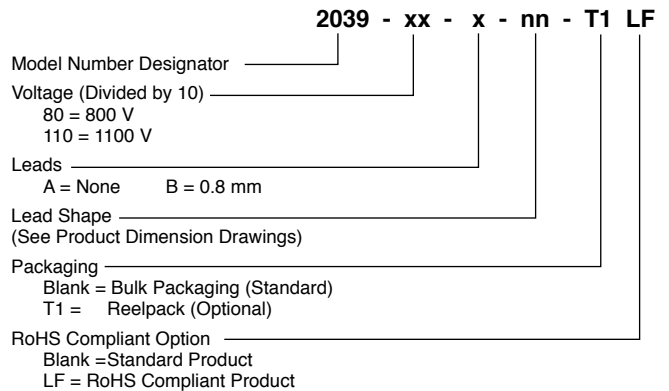 2039 - xx - x - nn - T1 LF
Model Number Designator
Voltage (Divided by 10)
80 = 800 V
110 = 1100 V
Leads
A = None B = 0.8 mm
Lead Shape
(See Product Dimension Drawings)
Packaging
Blank = Bulk Packaging (Standard)
T1 = Reelpack (Optional)
RoHS Compliant Option
Blank =Standard Product
LF = RoHS Compliant Product